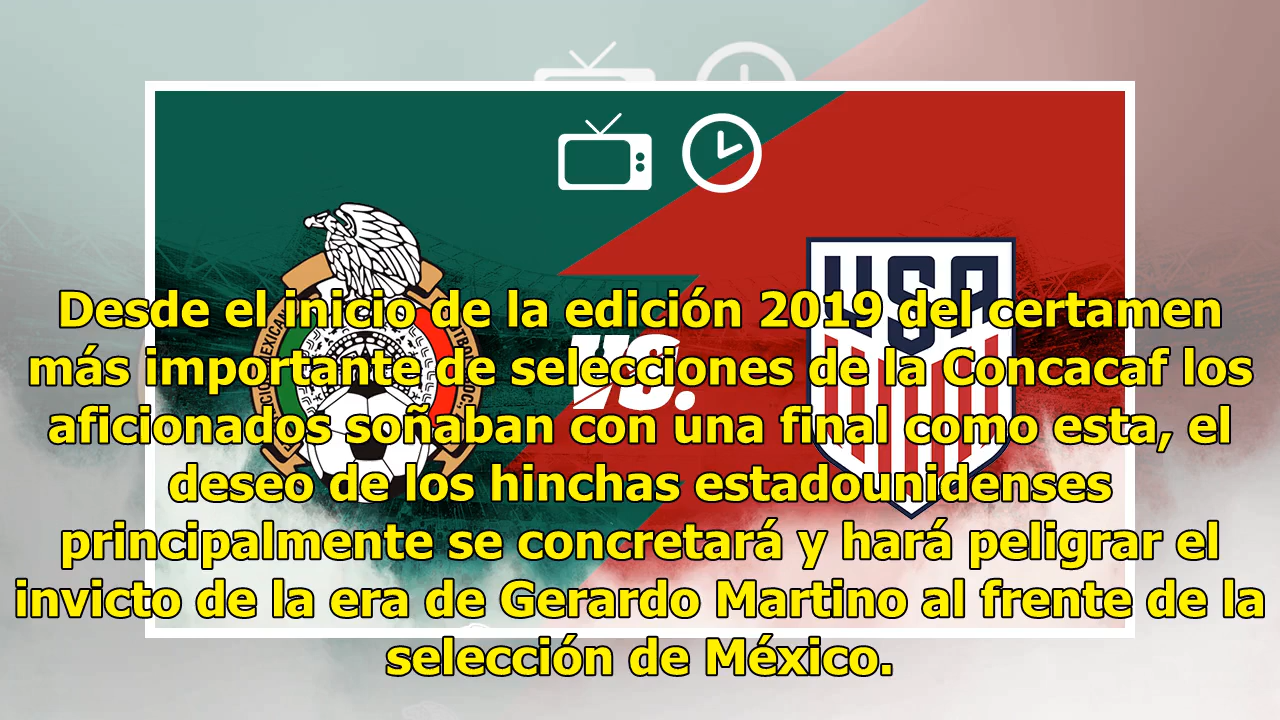 USA
VS.
Desde el inicio de la edición 2019 del certamen
más importante de selecciones de la Concacaf los
aficionados soñaban con una final como esta, el
deseo de los hinchas estadounidenses
principalmente se concretará y hará peligrar el
invicto de la era de Gerardo Martino al frente de la
selección de México.